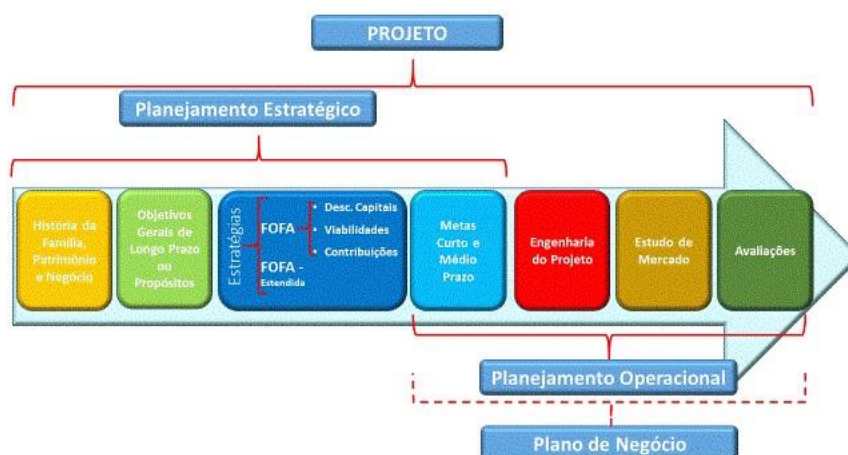 PROJETO
Planejamento Estratégico
História da
Família,
Patrimônio
e Negócio
Objetivos
Gerais de
Longo Prazo
ou
Propósitos
Estratégias
FOFA
• Desc. Capitais
• Viabilidades
• Contribuições
FOFA -
Estendida
Metas
Curto e
Médio
Prazo
Engenharia
do Projeto
Estudo de
Mercado
Avaliações
Planejamento Operacional
Plano de Negócio